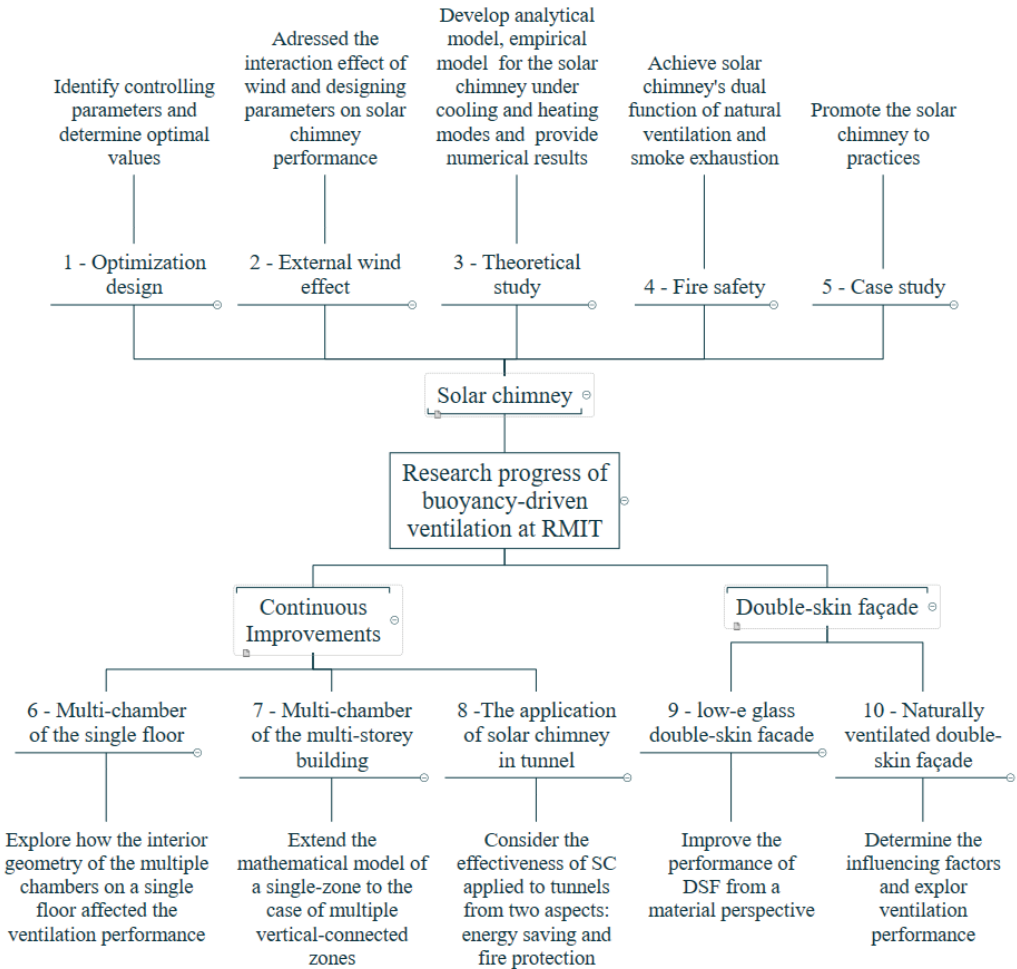 Identify controlling
parameters and
determine optimal
values
Adressed the
interaction effect of
wind and designing
parameters on solar
chimney
performance
Develop analytical
model, empirical
model for the solar
chimney under
cooling and heating
modes and provide
numerical results
Achieve solar
chimney's dual
function of natural
ventilation and
smoke exhaustion
Promote the solar
chimney to
practices
1 - Optimization
design
2 - External wind
effect
3 - Theoretical
study
4 - Fire safety
5 - Case study
Solar chimney
Research progress of
buoyancy-driven
ventilation at RMIT
Continuous
Improvements
Double-skin façade
6 - Multi-chamber
of the single floor
7 - Multi-chamber
of the multi-storey
building
8 -The application
of solar chimney
in tunnel
9 - low-e glass
double-skin facade
10 - Naturally
ventilated double-
skin façade
Explore how the interior
geometry of the multiple
chambers on a single
floor affected the
ventilation performance
Extend the
mathematical model of
a single-zone to the
case of multiple
vertical-connected
zones
Consider the
effectiveness of SC
applied to tunnels
from two aspects:
energy saving and
fire protection
Improve the
performance of
DSF from a
material perspective
Determine the
influencing factors
and explor
ventilation
performance